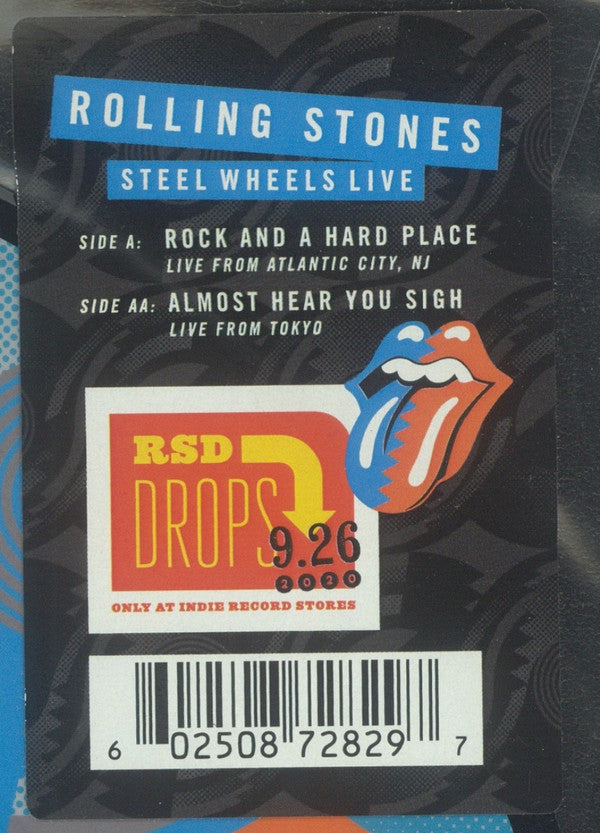 ROLLING STONES
STEEL WHEELS LIVE
SIDE A: ROCK AND A HARD PLACE
LIVE FROM ATLANTIC CITY, NJ
SIDE AA: ALMOST HEAR YOU SIGH
LIVE FROM TOKYO
RSD
DROPS
9.26
2020
ONLY AT INDIE RECORD STORES
6 02508 72829 7